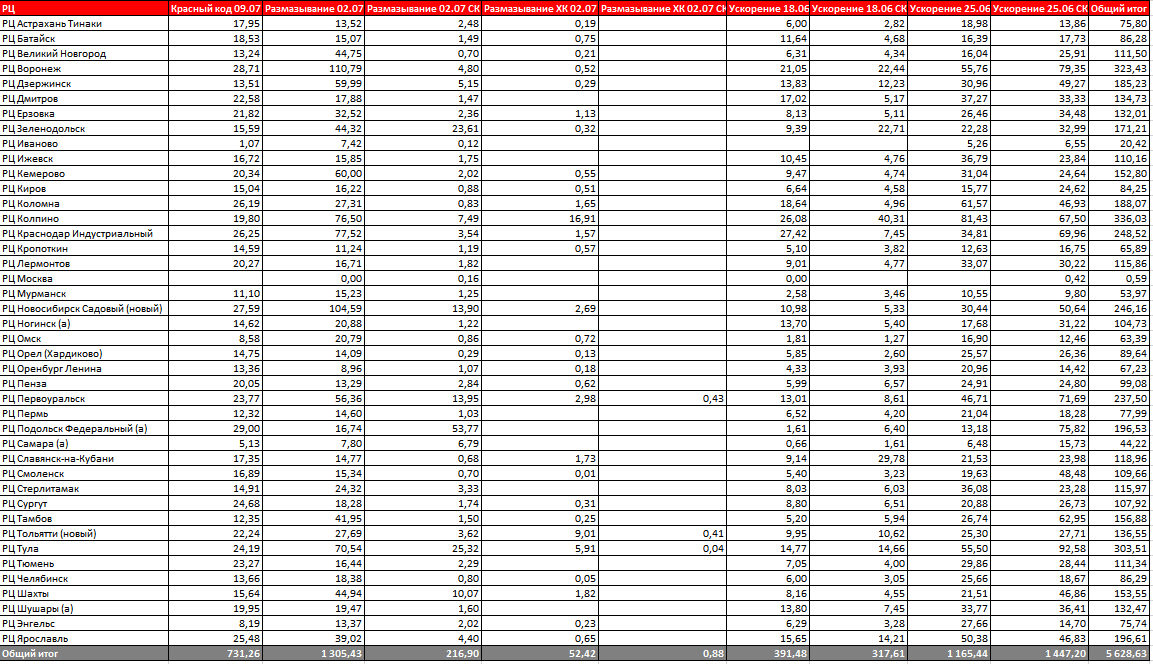 РЦ Красный код 09.07 Размазывание 02.07 Размазывание 02.07 СК Размазывание ХК 02.07 Размазывание ХК 02.07 СК Ускорение 18.06 Ускорение 18.06 СК Ускорение 25.06 Ускорение 25.06 СК Общий итог
РЦ Астрахань Тинаки 17,95 13,52 2,48 0,19 6,00 2,82 18,98 13,86 75,80
РЦ Батайск 18,53 15,07 1,49 0,75 11,64 4,68 16,39 17,73 86,28
РЦ Великий Новгород 13,24 44,75 0,70 0,21 6,31 4,34 16,04 25,91 111,50
РЦ Воронеж 28,71 110,79 4,80 0,52 21,05 22,44 55,76 79,35 323,43
РЦ Дзержинск 13,51 59,99 5,15 0,29 13,83 12,23 30,96 49,27 185,23
РЦ Дмитров 22,58 17,88 1,47 17,02 5,17 37,27 33,33 134,73
РЦ Ерзовка 21,82 32,52 2,36 1,13 8,13 5,11 26,46 34,48 132,01
РЦ Зеленодольск 15,59 44,32 23,61 0,32 9,39 22,71 22,28 32,99 171,21
РЦ Иваново 1,07 7,42 0,12 5,26 6,55 20,42
РЦ Ижевск 16,72 15,85 1,75 10,45 4,76 36,79 23,84 110,16
РЦ Кемерово 20,34 60,00 2,02 0,55 9,47 4,74 31,04 24,64 152,80
РЦ Киров 15,04 16,22 0,88 0,51 6,64 4,58 15,77 24,62 84,25
РЦ Коломна 26,19 27,31 0,83 1,65 18,64 4,96 61,57 46,93 188,07
РЦ Колпино 19,80 76,50 7,49 16,91 26,08 40,31 81,43 67,50 336,03
РЦ Краснодар Индустриальный 26,25 77,52 3,54 1,57 27,42 7,45 34,81 69,96 248,52
РЦ Кропоткин 14,59 11,24 1,19 0,57 5,10 3,82 12,63 16,75 65,89
РЦ Лермонтов 20,27 16,71 1,82 9,01 4,77 33,07 30,22 115,86
РЦ Москва 0,00 0,16 0,00 0,42 0,59
РЦ Мурманск 11,10 15,23 1,25 2,58 3,46 10,55 9,80 53,97
РЦ Новосибирск Садовый (новый) 27,59 104,59 13,90 2,69 10,98 5,33 30,44 50,64 246,16
РЦ Ногинск (а) 14,62 20,88 1,22 13,70 5,40 17,68 31,22 104,73
РЦ Омск 8,58 20,79 0,86 0,72 1,81 1,27 16,90 12,46 63,39
РЦ Орел (Хардиково) 14,75 14,09 0,29 0,13 5,85 2,60 25,57 26,36 89,64
РЦ Оренбург Ленина 13,36 8,96 1,07 0,18 4,33 3,93 20,96 14,42 67,23
РЦ Пенза 20,05 13,29 2,84 0,62 5,99 6,57 24,91 24,80 99,08
РЦ Первоуральск 23,77 56,36 13,95 2,98 0,43 13,01 8,61 46,71 71,69 237,50
РЦ Пермь 12,32 14,60 1,03 6,52 4,20 21,04 18,28 77,99
РЦ Подольск Федеральный (а) 29,00 16,74 53,77 1,61 6,40 13,18 75,82 196,53
РЦ Самара (а) 5,13 7,80 6,79 0,66 1,61 6,48 15,73 44,22
РЦ Славянск-на-Кубани 17,35 14,77 0,68 1,73 9,14 29,78 21,53 23,98 118,96
РЦ Смоленск 16,89 15,34 0,70 0,01 5,40 3,23 19,63 48,48 109,66
РЦ Стерлитамак 14,91 24,32 3,33 8,03 6,03 36,08 23,28 115,97
РЦ Сургут 24,68 18,28 1,74 0,31 8,80 6,51 20,88 26,73 107,92
РЦ Тамбов 12,35 41,95 1,50 0,25 5,20 5,94 26,74 62,95 156,88
РЦ Тольятти (новый) 22,24 27,69 3,62 9,01 0,41 9,95 10,62 25,30 27,71 136,55
РЦ Тула 24,19 70,54 25,32 5,91 0,04 14,77 14,66 55,50 92,58 303,51
РЦ Тюмень 23,27 16,44 2,29 7,05 4,00 29,86 28,44 111,34
РЦ Челябинск 13,66 18,38 0,80 0,05 6,00 3,05 25,66 18,67 86,29
РЦ Шахты 15,64 44,94 10,07 1,82 8,16 4,55 21,51 46,86 153,55
РЦ Шушары (а) 19,95 19,47 1,60 13,80 7,45 33,77 36,41 132,47
РЦ Энгельс 8,19 13,37 2,02 0,23 6,29 3,28 27,66 14,70 75,74
РЦ Ярославль 25,48 39,02 4,40 0,65 15,65 14,21 50,38 46,83 196,61
Общий итог 731,26 1 305,43 216,90 52,42 0,88 391,48 317,61 1 165,44 1 447,20 5 628,63